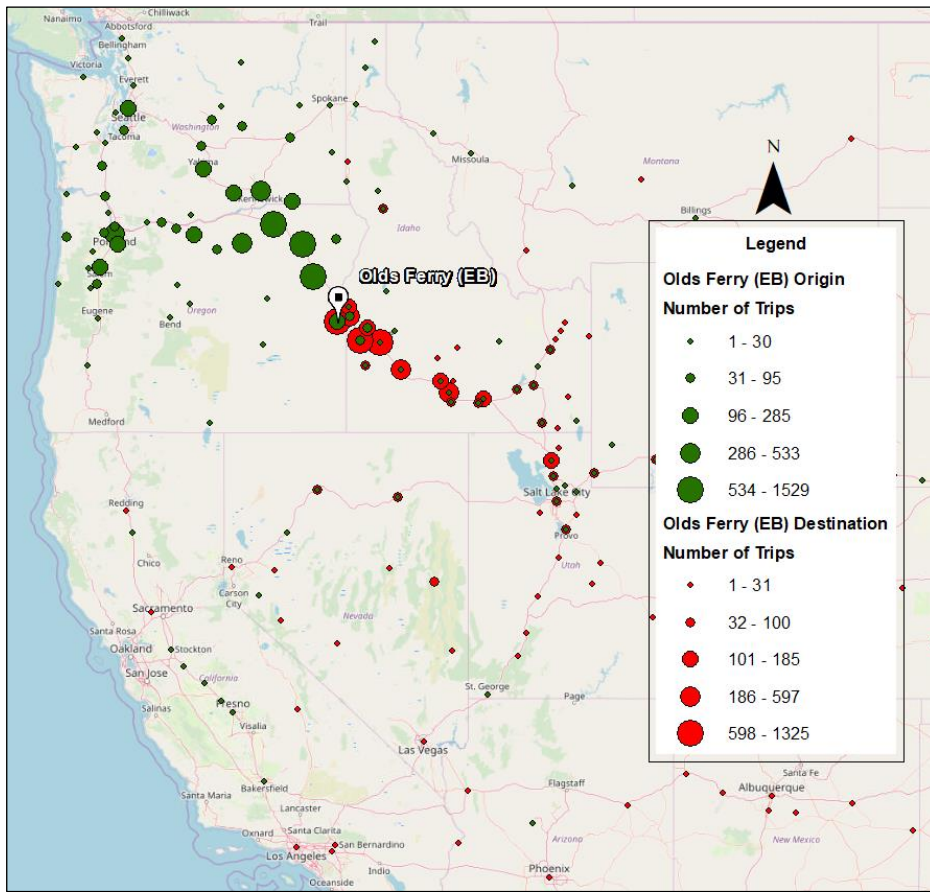 Nanaimo
Chilliwack
Abbotsford
Trail
Bellingham
Victoria
Everett
Spokane
Seattle
Washington
Tacoma
Missoula
Montana
Yakima
Kennewick
Billings
Idaho
Portland
Salem
Olds Ferry (EB)
Eugene
Oregon
Bend
Medford
Redding
Salt Lake City
Provo
Chico
Reno
Utah
Carson
City
Sacramento
Nevada
Santa Rosa
Oakland
Stockton
San Jose
California
St. George
Page
Salinas
Fresno
Visalia
Las Vegas
Santa Fe
Flagstaff
Albuquerque
Bakersfield
Santa Maria
Lancaster
Arizona
New Mexico
Oxnard
Santa Clarita
Los Angeles
San Bernardino
Indio
Phoenix
Oceanside
N
Legend
Olds Ferry (EB) Origin
Number of Trips
1 - 30
31 - 95
96 - 285
286 - 533
534 - 1529
Olds Ferry (EB) Destination
Number of Trips
1 - 31
32 - 100
101 - 185
186 - 597
598 - 1325